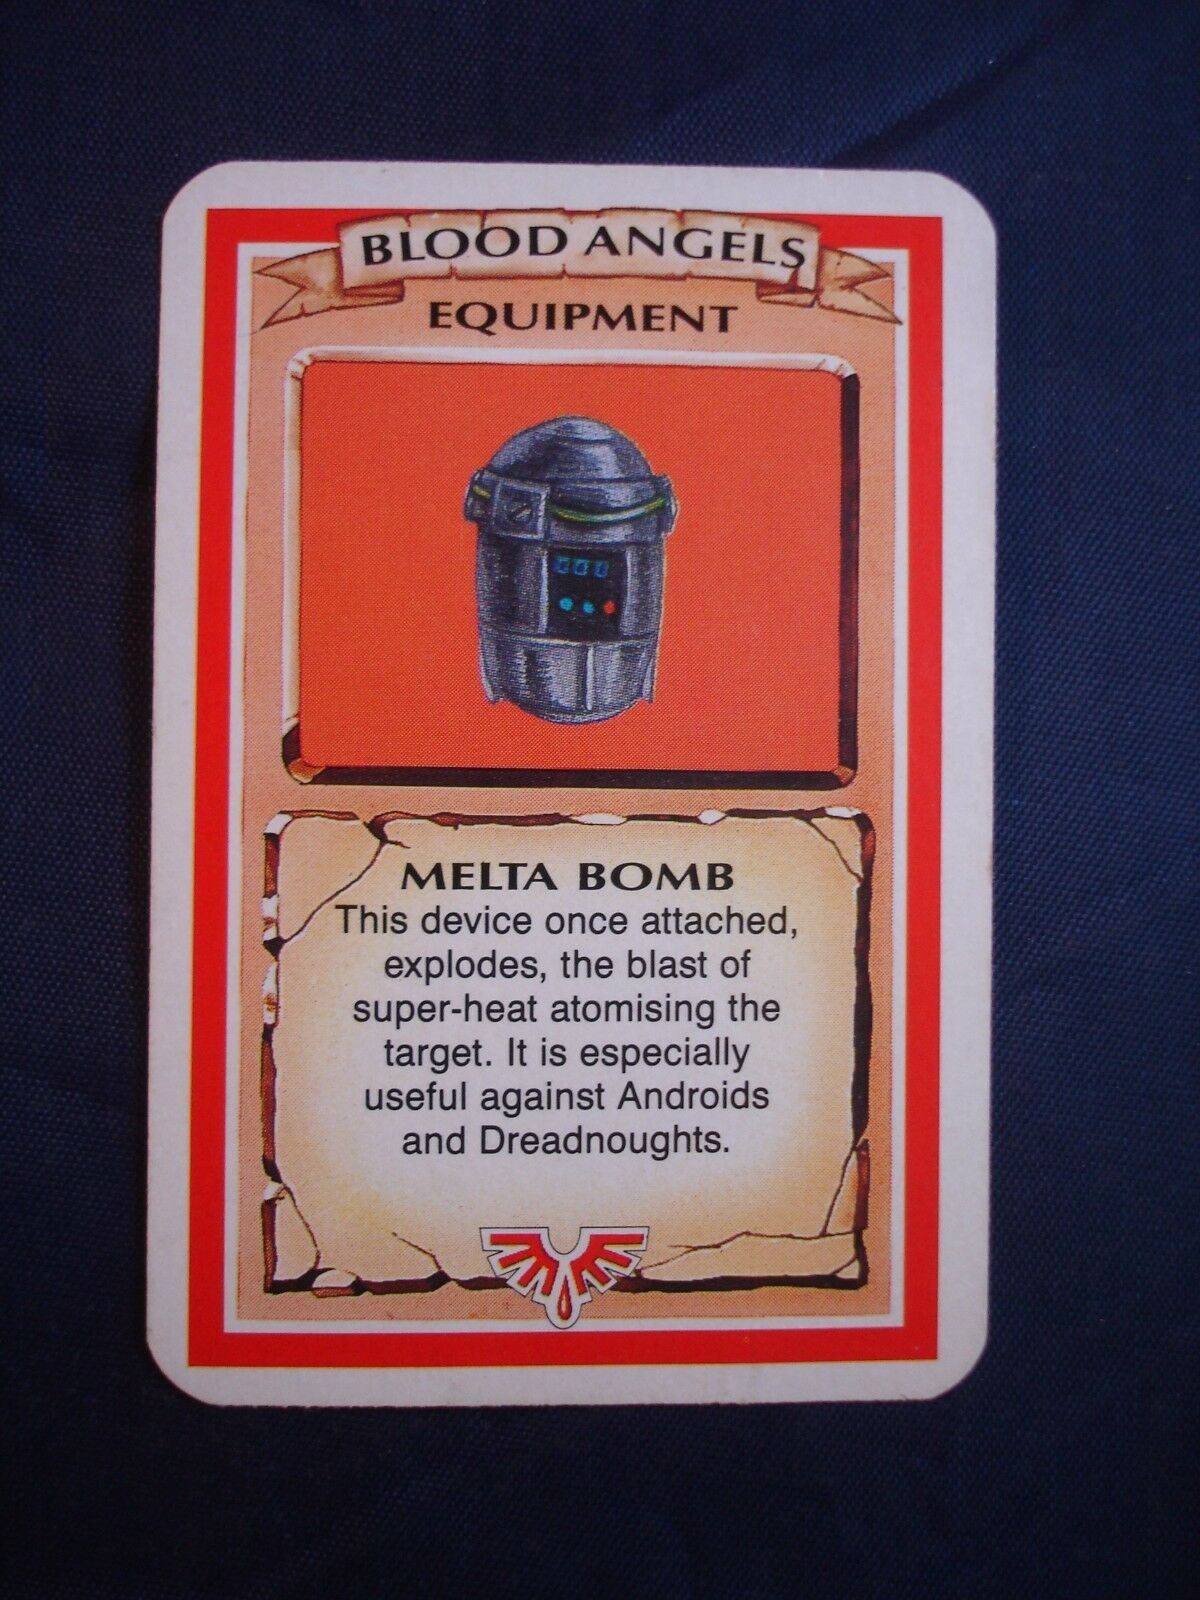 BLOOD ANGELS
EQUIPMENT
000
MELTA BOMB
This device once attached,
explodes, the blast of
super-heat atomising the
target. It is especially
useful against Androids
and Dreadnoughts.